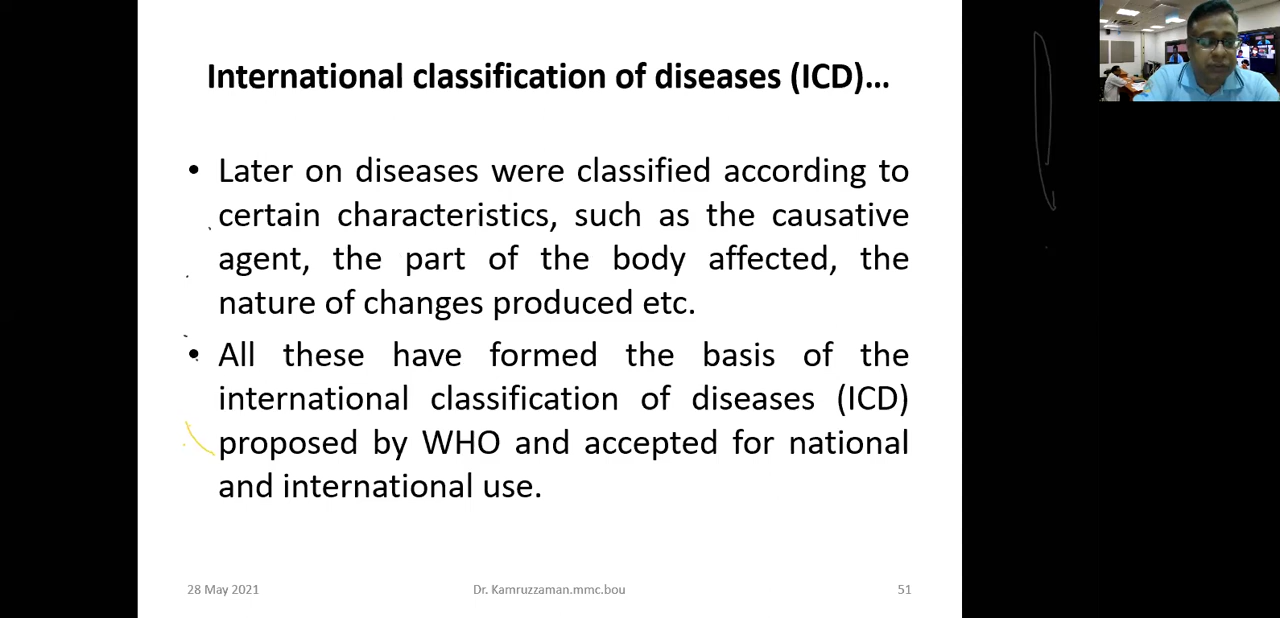 International classification of diseases (ICD)…
• Later on diseases were classified according to
certain characteristics, such as the causative
agent, the part of the body affected, the
nature of changes produced etc.
• All these have formed the basis of the
international classification of diseases (ICD)
proposed by WHO and accepted for national
and international use.
28 May 2021
Dr. Kamruzzaman.mmc.bou
51